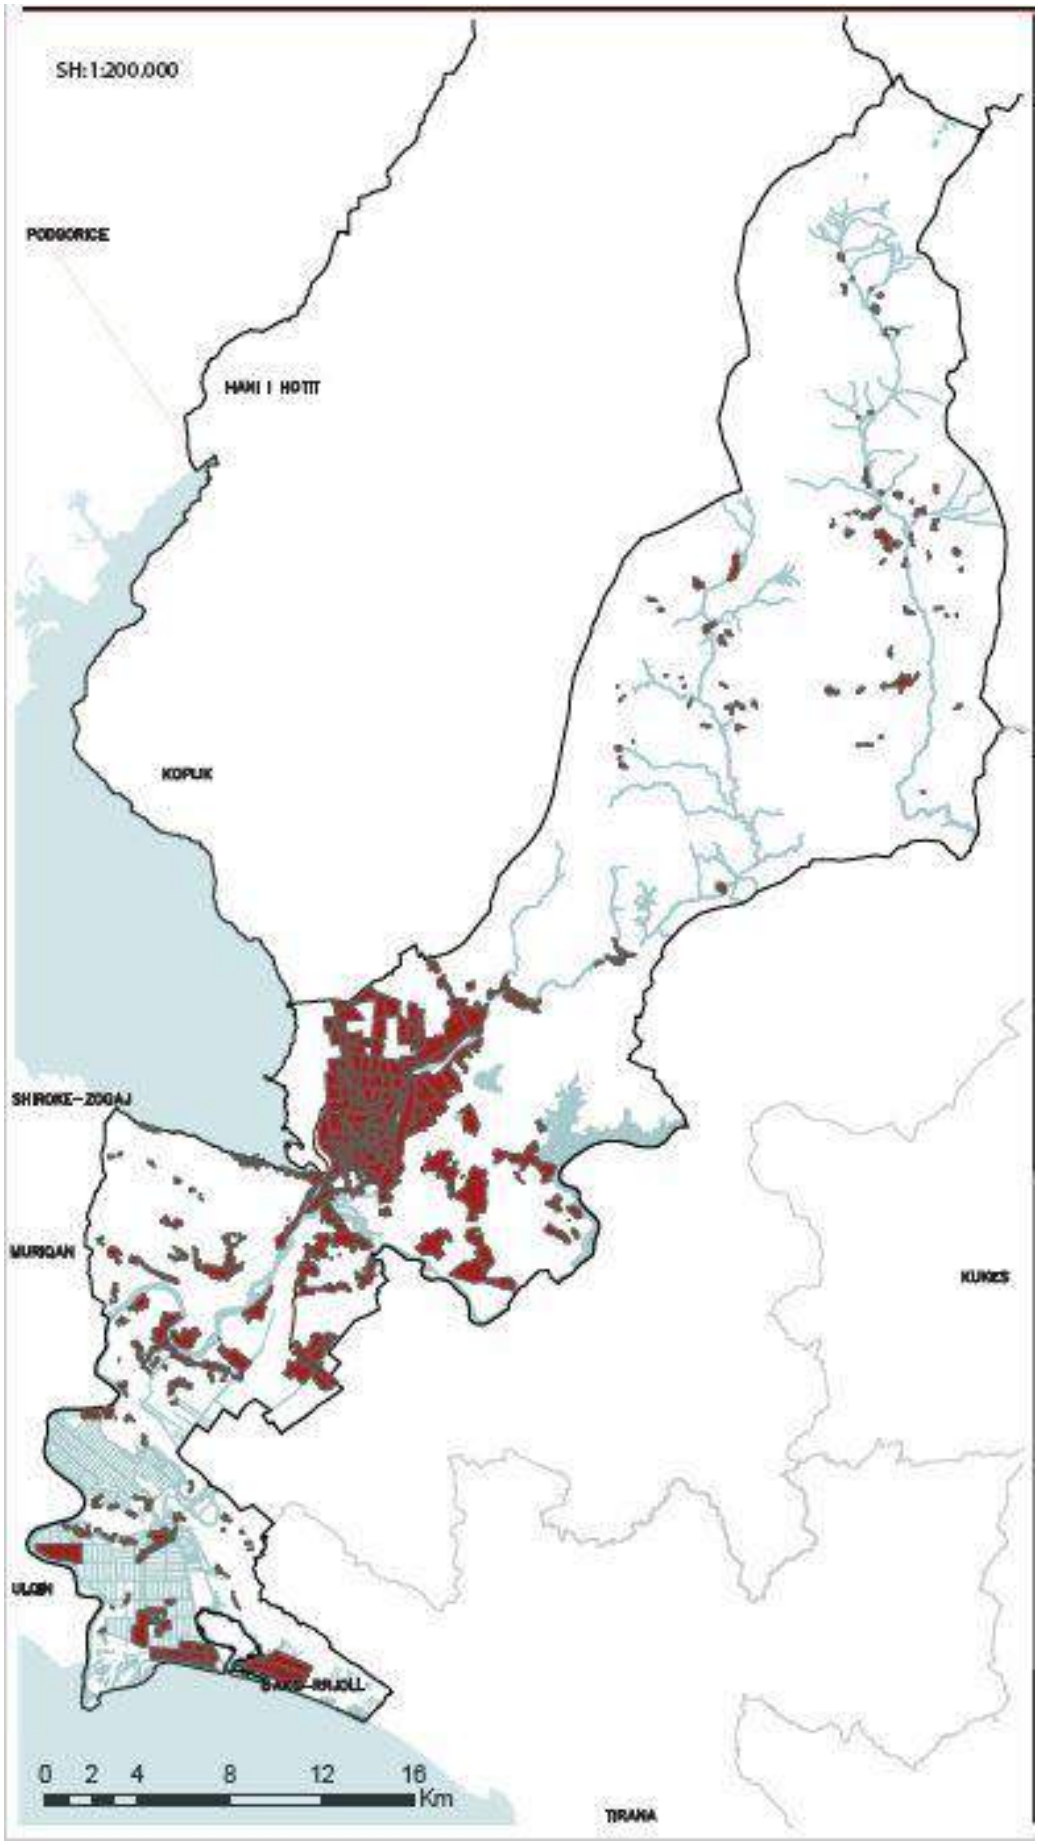 SH:1:200.000
PODGORICE
HANI I HOTIT
KOPLIK
SHIROKE-ZOGAJ
MURIQAN
KUKES
ULQIN
0 2 4 8 12 16
Km
TIRANA